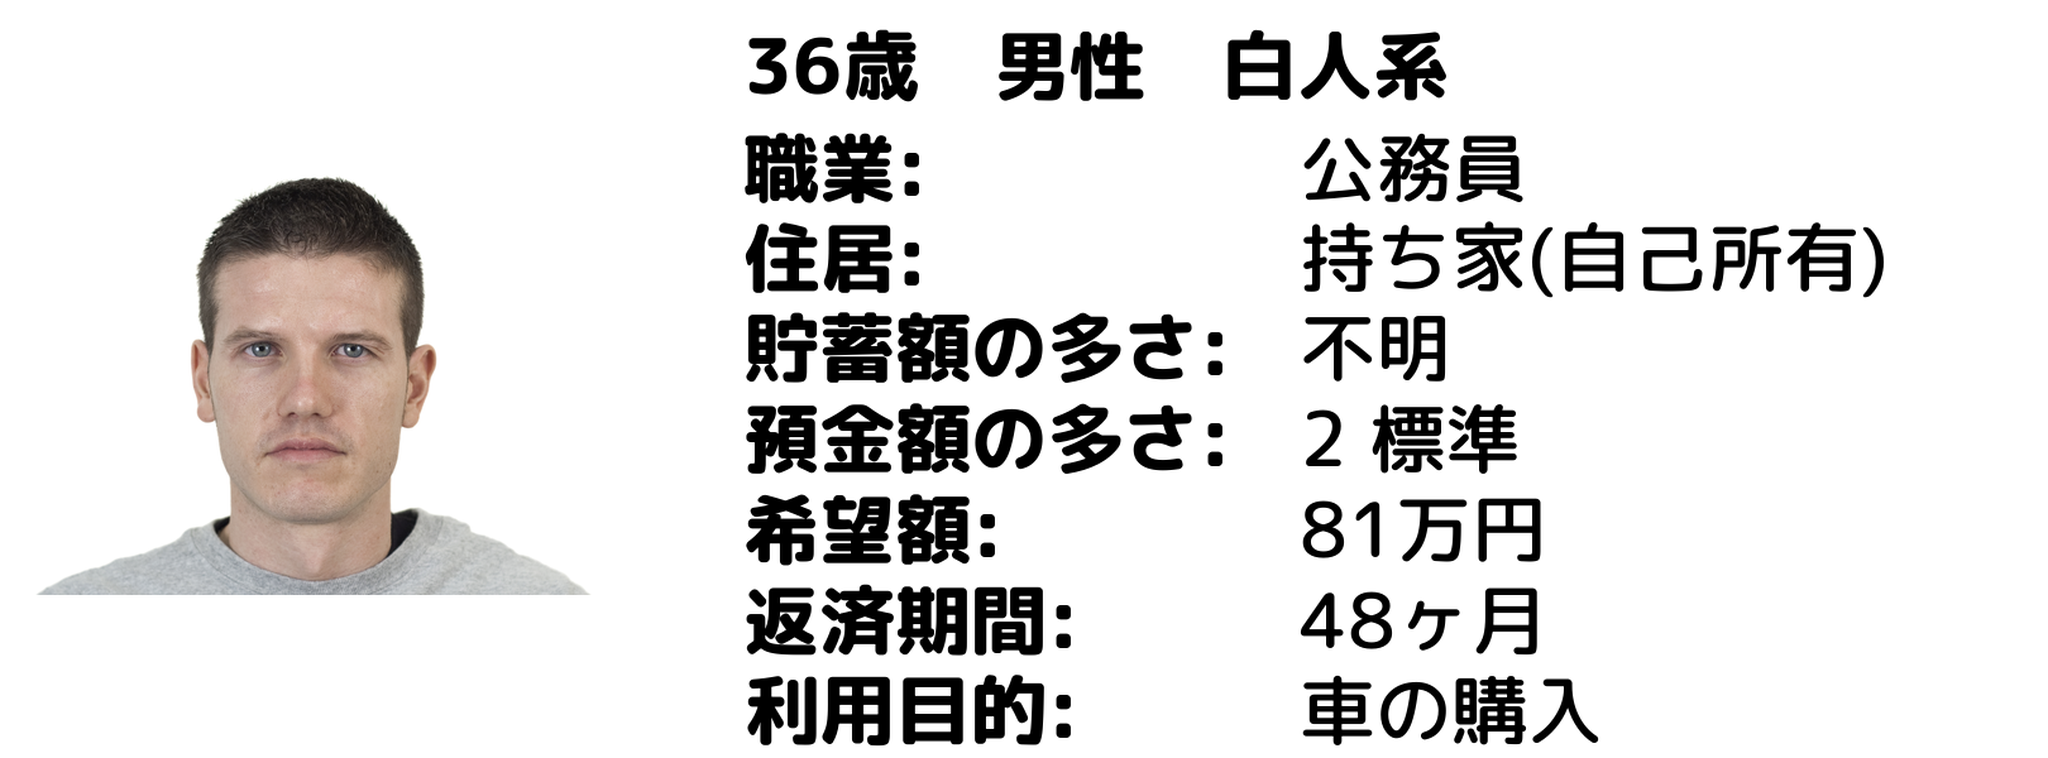 36歳　男性　白人系
職業: 公務員
住居: 持ち家(自己所有)
貯蓄額の多さ: 不明
預金額の多さ: 2 標準
希望額: 81万円
返済期間: 48ヶ月
利用目的: 車の購入